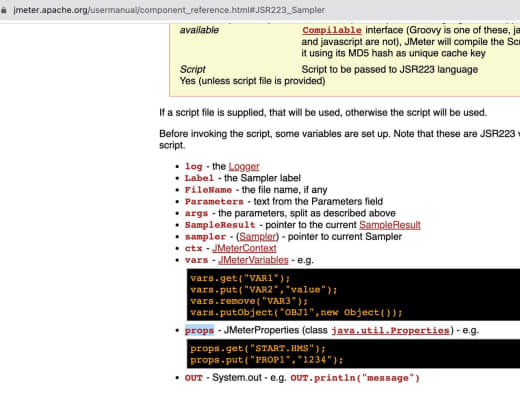 jmeter.apache.org/usermanual/component_reference.html#JSR223_Sampler
available Compilable interface (Groovy is one of these, ja
and javascript are not), JMeter will compile the Scr
it using its MD5 hash as unique cache key
Script Script to be passed to JSR223 language
Yes (unless script file is provided)
If a script file is supplied, that will be used, otherwise the script will be used.
Before invoking the script, some variables are set up. Note that these are JSR223 v
script.
• log - the Logger
• Label - the Sampler label
• FileName - the file name, if any
• Parameters - text from the Parameters field
• args - the parameters, split as described above
• SampleResult - pointer to the current SampleResult
• sampler - (Sampler) - pointer to current Sampler
• ctx - JMeterContext
• vars - JMeterVariables - e.g.
vars.get("VAR1");
vars.put("VAR2","value");
vars.remove("VAR3");
vars.putObject("OBJ1",new Object());
• props - JMeterProperties (class java.util.Properties) - e.g.
props.get("START.HMS");
props.put("PROP1","1234");
• OUT - System.out - e.g. OUT.println("message")